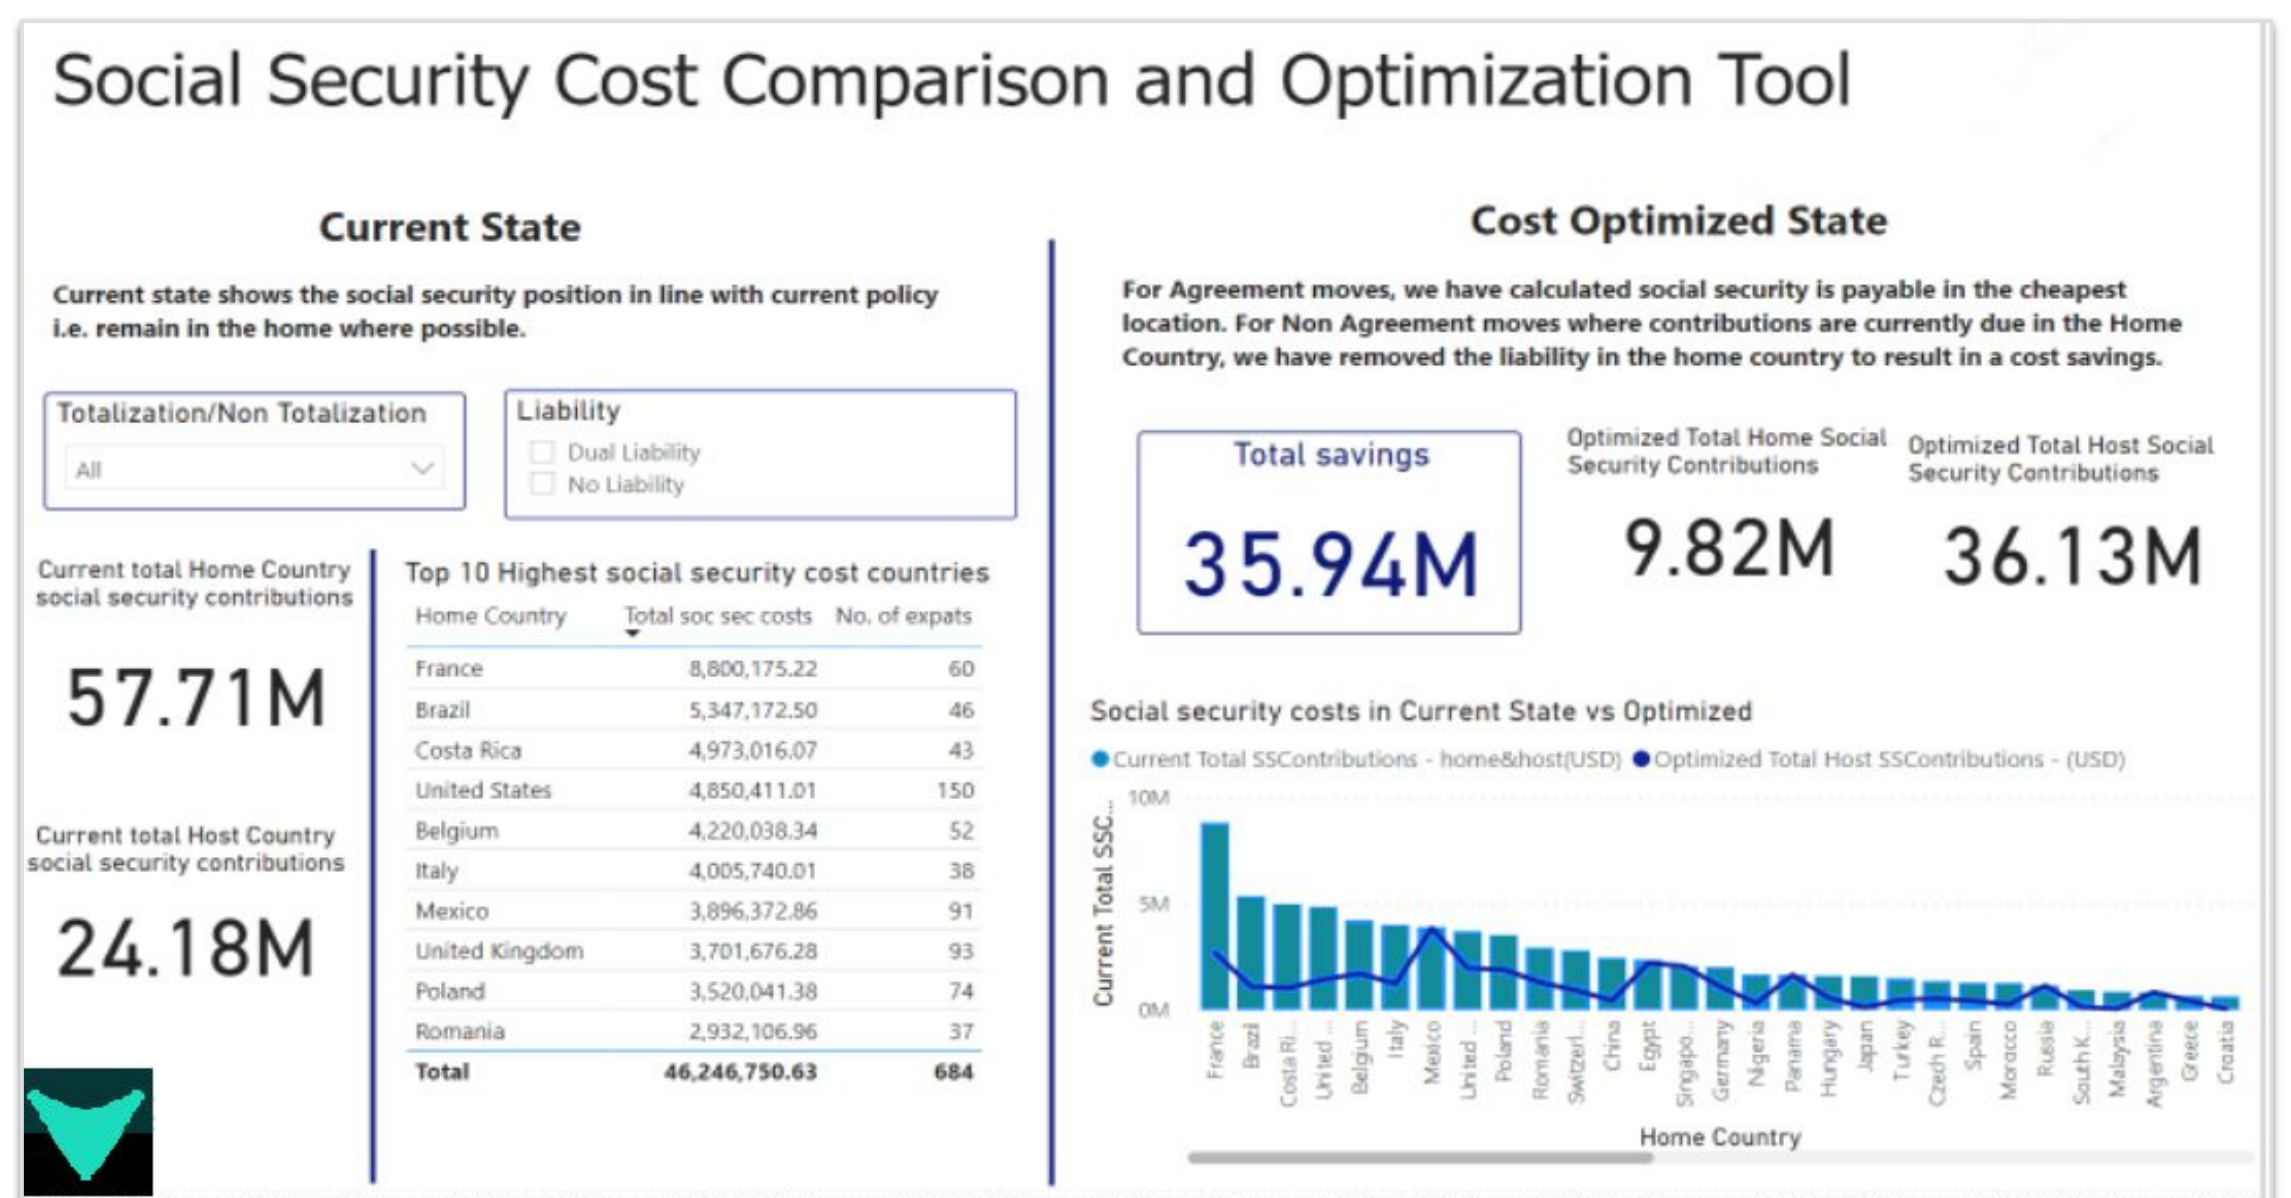 Social Security Cost Comparison and Optimization Tool
Current State
Current state shows the social security position in line with current policy
i.e. remain in the home where possible.
Totalization/Non Totalization
All
Liability
Dual Liability
No Liability
Current total Home Country
social security contributions
57.71M
Current total Host Country
social security contributions
24.18M
Top 10 Highest social security cost countries
Home Country Total soc sec costs No. of expats
France 8,800,175.22 60
Brazil 5,347,172.50 46
Costa Rica 4,973,016.07 43
United States 4,850,411.01 150
Belgium 4,220,038.34 52
Italy 4,005,740.01 38
Mexico 3,896,372.86 91
United Kingdom 3,701,676.28 93
Poland 3,520,041.38 74
Romania 2,932,106.96 37
Total 46,246,750.63 684
Cost Optimized State
For Agreement moves, we have calculated social security is payable in the cheapest
location. For Non Agreement moves where contributions are currently due in the Home
Country, we have removed the liability in the home country to result in a cost savings.
Total savings
35.94M
Optimized Total Home Social
Security Contributions
9.82M
Optimized Total Host Social
Security Contributions
36.13M
Social security costs in Current State vs Optimized
Current Total SSContributions - home&host(USD) Optimized Total Host SSContributions - (USD)
Current Total SSC...
10M
5M
0M
France
Brazil
Costa Ri...
United ...
Belgium
Italy
Mexico
United ...
Poland
Romania
Switzerl...
China
Egypt
Singapo...
Germany
Nigeria
Panama
Hungary
Japan
Turkey
Czech R...
Spain
Morocco
Russia
South K...
Malaysia
Argentina
Greece
Croatia
Home Country